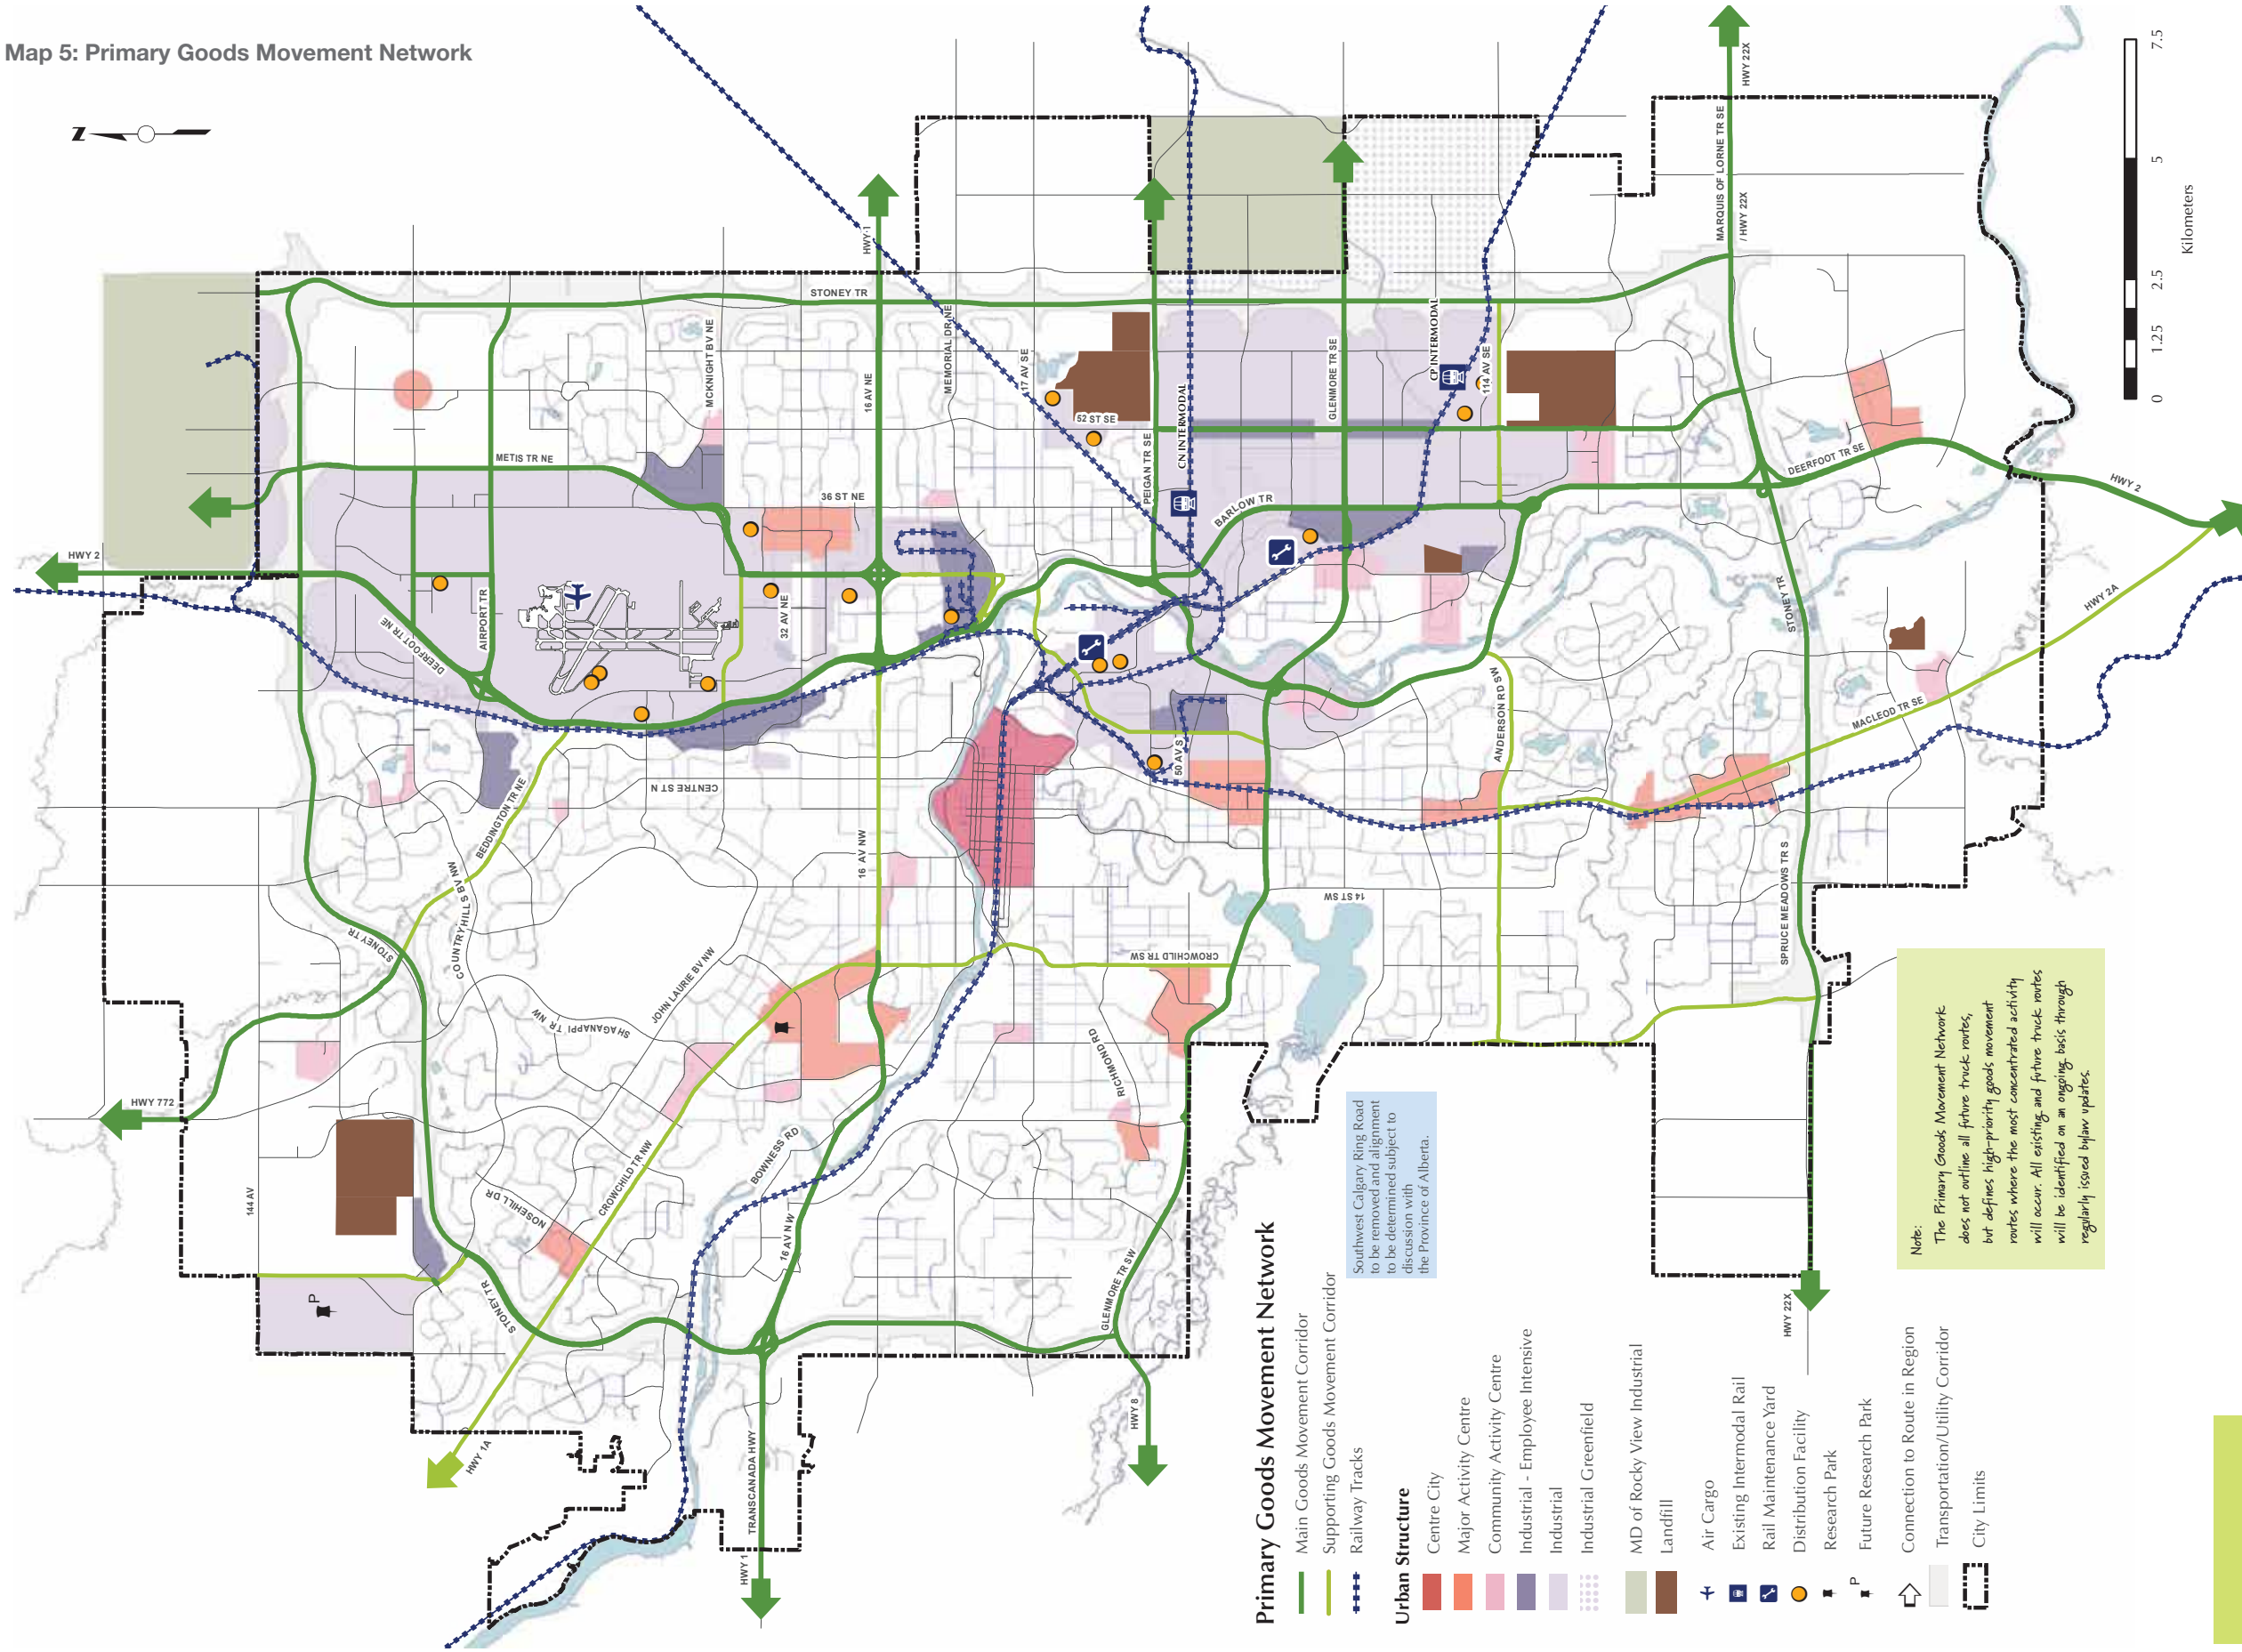 Map 5: Primary Goods Movement Network
N
HWY 2
HWY 772
144 AV
STONEY TR
COUNTRY HILLS BV NW
BEDDINGTON TR NE
DEERFOOT TR NE
AIRPORT TR
METIS TR NE
MCKNIGHT BV NE
STONEY TR
36 ST NE
32 AV NE
16 AV NE
HWY 1
MEMORIAL DR NE
17 AV SE
52 ST SE
PEIGAN TR SE
CN INTERMODAL
BARLOW TR
GLENMORE TR SE
CP INTERMODAL
114 AV SE
MARQUIS OF LORNE TR SE
/ HWY 22X
HWY 22X
DEERFOOT TR SE
HWY 2
HWY 2A
STONEY TR
MACLEOD TR SE
ANDERSON RD SW
50 AV S
CENTRE ST N
16 AV NW
14 ST SW
CROWCHILD TR SW
SPRUCE MEADOWS TR S
JOHN LAURIE BV NW
SHAGANAPPI TR NW
RICHMOND RD
NOSEHILL DR
CROWCHILD TR NW
BOWNESS RD
16 AV NW
STONEY TR
GLENMORE TR SW
HWY 8
HWY 1A
TRANSCANADA HWY
HWY 1
HWY 22X
0 1.25 2.5 5 7.5
Kilometers
Southwest Calgary Ring Road
to be removed and alignment
to be determined subject to
discussion with
the Province of Alberta.
Note:
The Primary Goods Movement Network
does not outline all future truck routes,
but defines high-priority goods movement
routes where the most concentrated activity
will occur. All existing and future truck routes
will be identified on an ongoing basis through
regularly issued bylaw updates.
Primary Goods Movement Network
Main Goods Movement Corridor
Supporting Goods Movement Corridor
Railway Tracks
Urban Structure
Centre City
Major Activity Centre
Community Activity Centre
Industrial - Employee Intensive
Industrial
Industrial Greenfield
MD of Rocky View Industrial
Landfill
Air Cargo
Existing Intermodal Rail
Rail Maintenance Yard
Distribution Facility
Research Park
P
Future Research Park
Connection to Route in Region
Transportation/Utility Corridor
City Limits
P